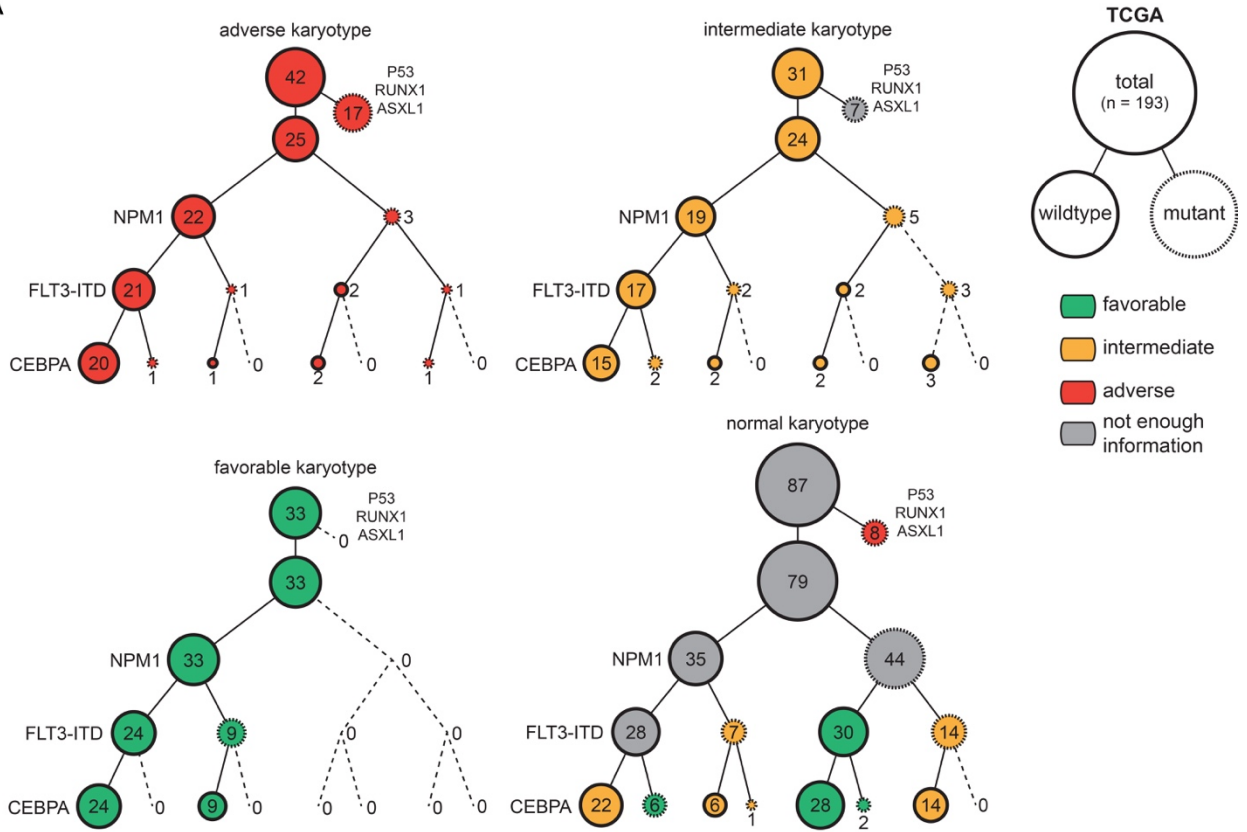 A
adverse karyotype
42
P53
RUNX1
ASXL1
17
25
NPM1
22
3
FLT3-ITD
21
1
2
1
CEBPA
20
1
1
0
2
0
1
0
intermediate karyotype
31
P53
RUNX1
ASXL1
7
24
NPM1
19
5
FLT3-ITD
17
2
2
3
CEBPA
15
2
2
0
2
0
3
0
TCGA
total
(n = 193)
wildtype
mutant
favorable
intermediate
adverse
not enough
information
favorable karyotype
33
P53
RUNX1
ASXL1
0
33
NPM1
33
0
FLT3-ITD
24
9
0
0
CEBPA
24
0
9
0
0
0
0
0
normal karyotype
87
P53
RUNX1
ASXL1
8
79
NPM1
35
44
FLT3-ITD
28
7
30
14
CEBPA
22
6
6
1
28
2
14
0